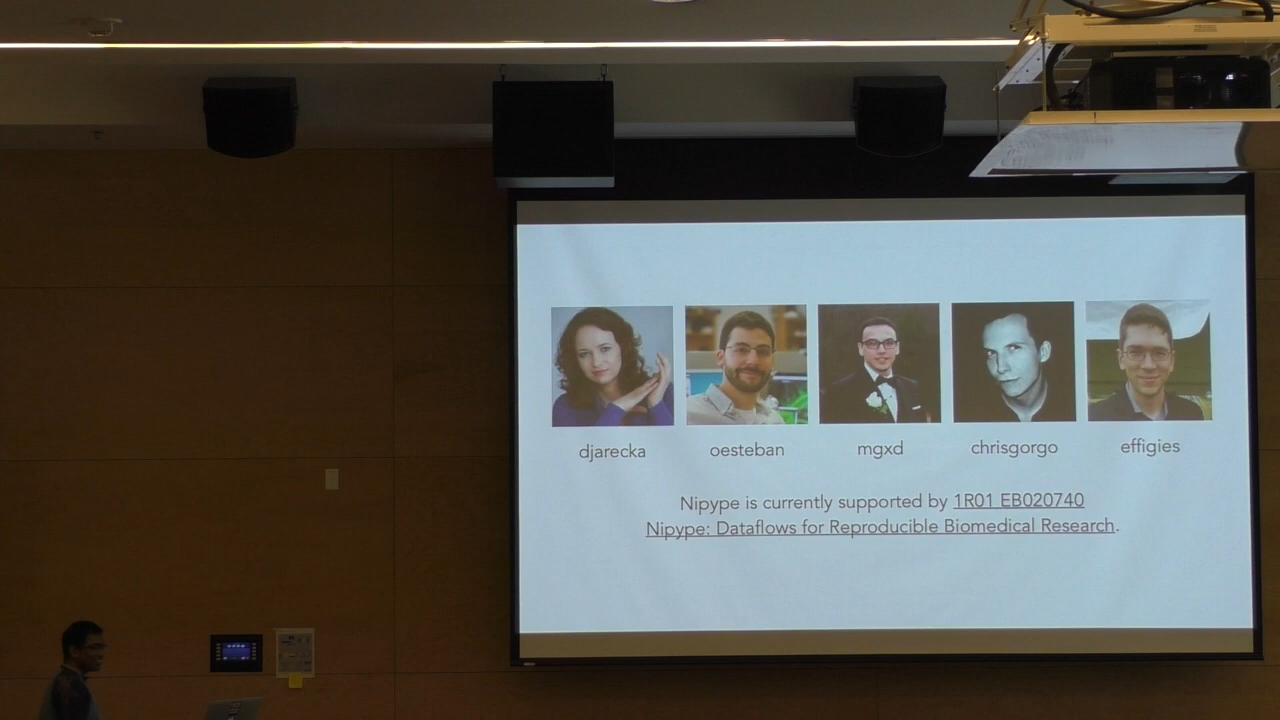 djarecka oesteban mgxd chrisgorgo effigies
Nipype is currently supported by 1R01 EB020740
Nipype: Dataflows for Reproducible Biomedical Research.